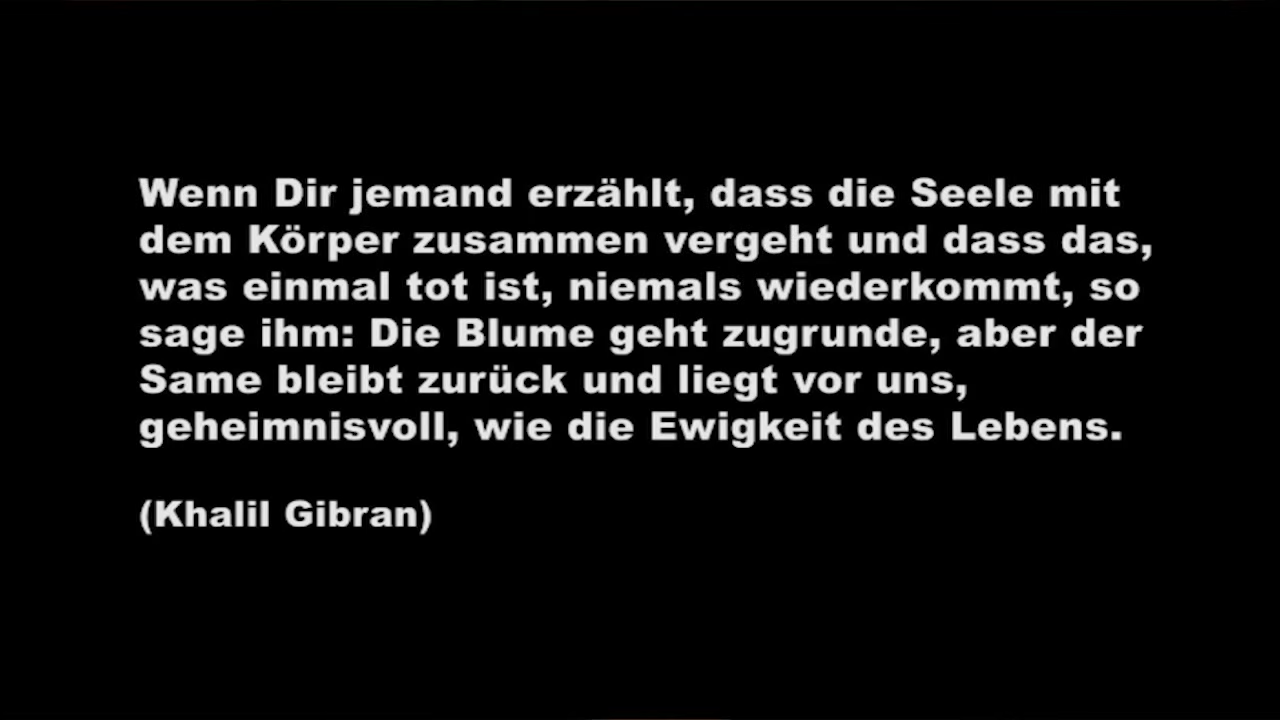 Wenn Dir jemand erzählt, dass die Seele mit
dem Körper zusammen vergeht und dass das,
was einmal tot ist, niemals wiederkommt, so
sage ihm: Die Blume geht zugrunde, aber der
Same bleibt zurück und liegt vor uns,
geheimnisvoll, wie die Ewigkeit des Lebens.
(Khalil Gibran)